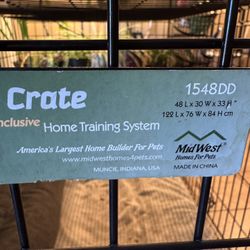 Crate
1548DD
48 L x 30 W x 33 H "
122 L x 76 W x 84 H cm
nclusive Home Training System
America's Largest Home Builder For Pets
www.midwesthomes4pets.com
MUNCIE, INDIANA, USA
MidWest
Homes For Pets
MADE IN CHINA